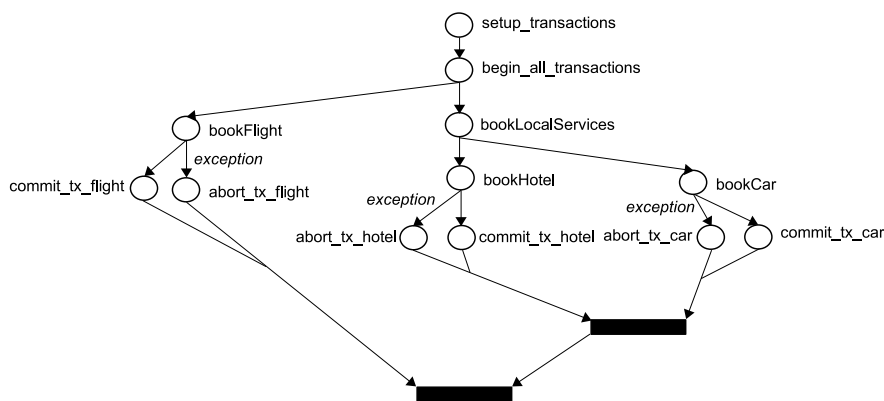 setup_transactions
begin_all_transactions
bookFlight
bookLocalServices
exception
commit_tx_flight
abort_tx_flight
bookHotel
bookCar
exception
exception
abort_tx_hotel
commit_tx_hotel
abort_tx_car
commit_tx_car